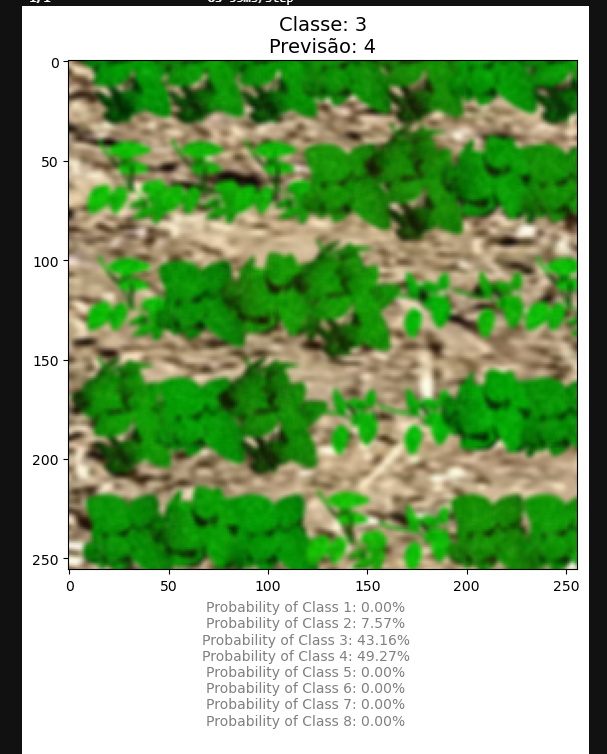 Classe: 3
Previsão: 4
0
50
100
150
200
250
0 50 100 150 200 250
Probability of Class 1: 0.00%
Probability of Class 2: 7.57%
Probability of Class 3: 43.16%
Probability of Class 4: 49.27%
Probability of Class 5: 0.00%
Probability of Class 6: 0.00%
Probability of Class 7: 0.00%
Probability of Class 8: 0.00%